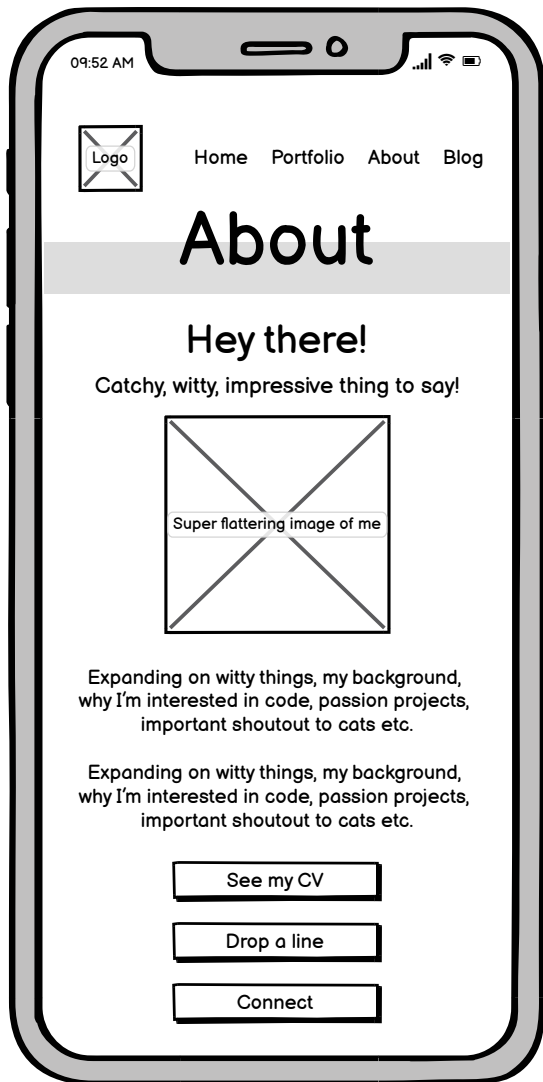 09:52 AM
Logo
Home Portfolio About Blog
About
Hey there!
Catchy, witty, impressive thing to say!
Super flattering image of me
Expanding on witty things, my background,
why I'm interested in code, passion projects,
important shoutout to cats etc.
Expanding on witty things, my background,
why I'm interested in code, passion projects,
important shoutout to cats etc.
See my CV
Drop a line
Connect